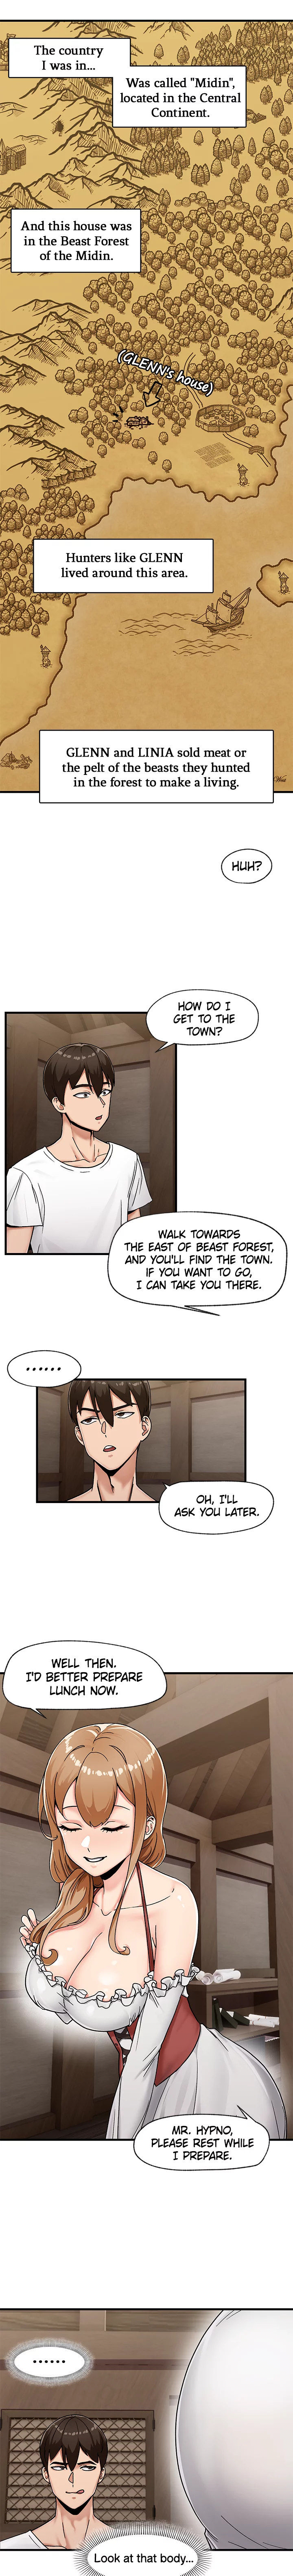 The country
I was in...
Was called "Midin",
located in the Central
Continent.
And this house was
in the Beast Forest
of the Midin.
(GLENN's house)
Hunters like GLENN
lived around this area.
GLENN and LINIA sold meat or
the pelt of the beasts they hunted
in the forest to make a living.
HUH?
HOW DO I
GET TO THE
TOWN?
WALK TOWARDS
THE EAST OF BEAST FOREST,
AND YOU'LL FIND THE TOWN.
IF YOU WANT TO GO,
I CAN TAKE YOU THERE.
......
OH, I'LL
ASK YOU LATER.
WELL THEN.
I'D BETTER PREPARE
LUNCH NOW.
MR. HYPNO,
PLEASE REST WHILE
I PREPARE.
......
Look at that body...